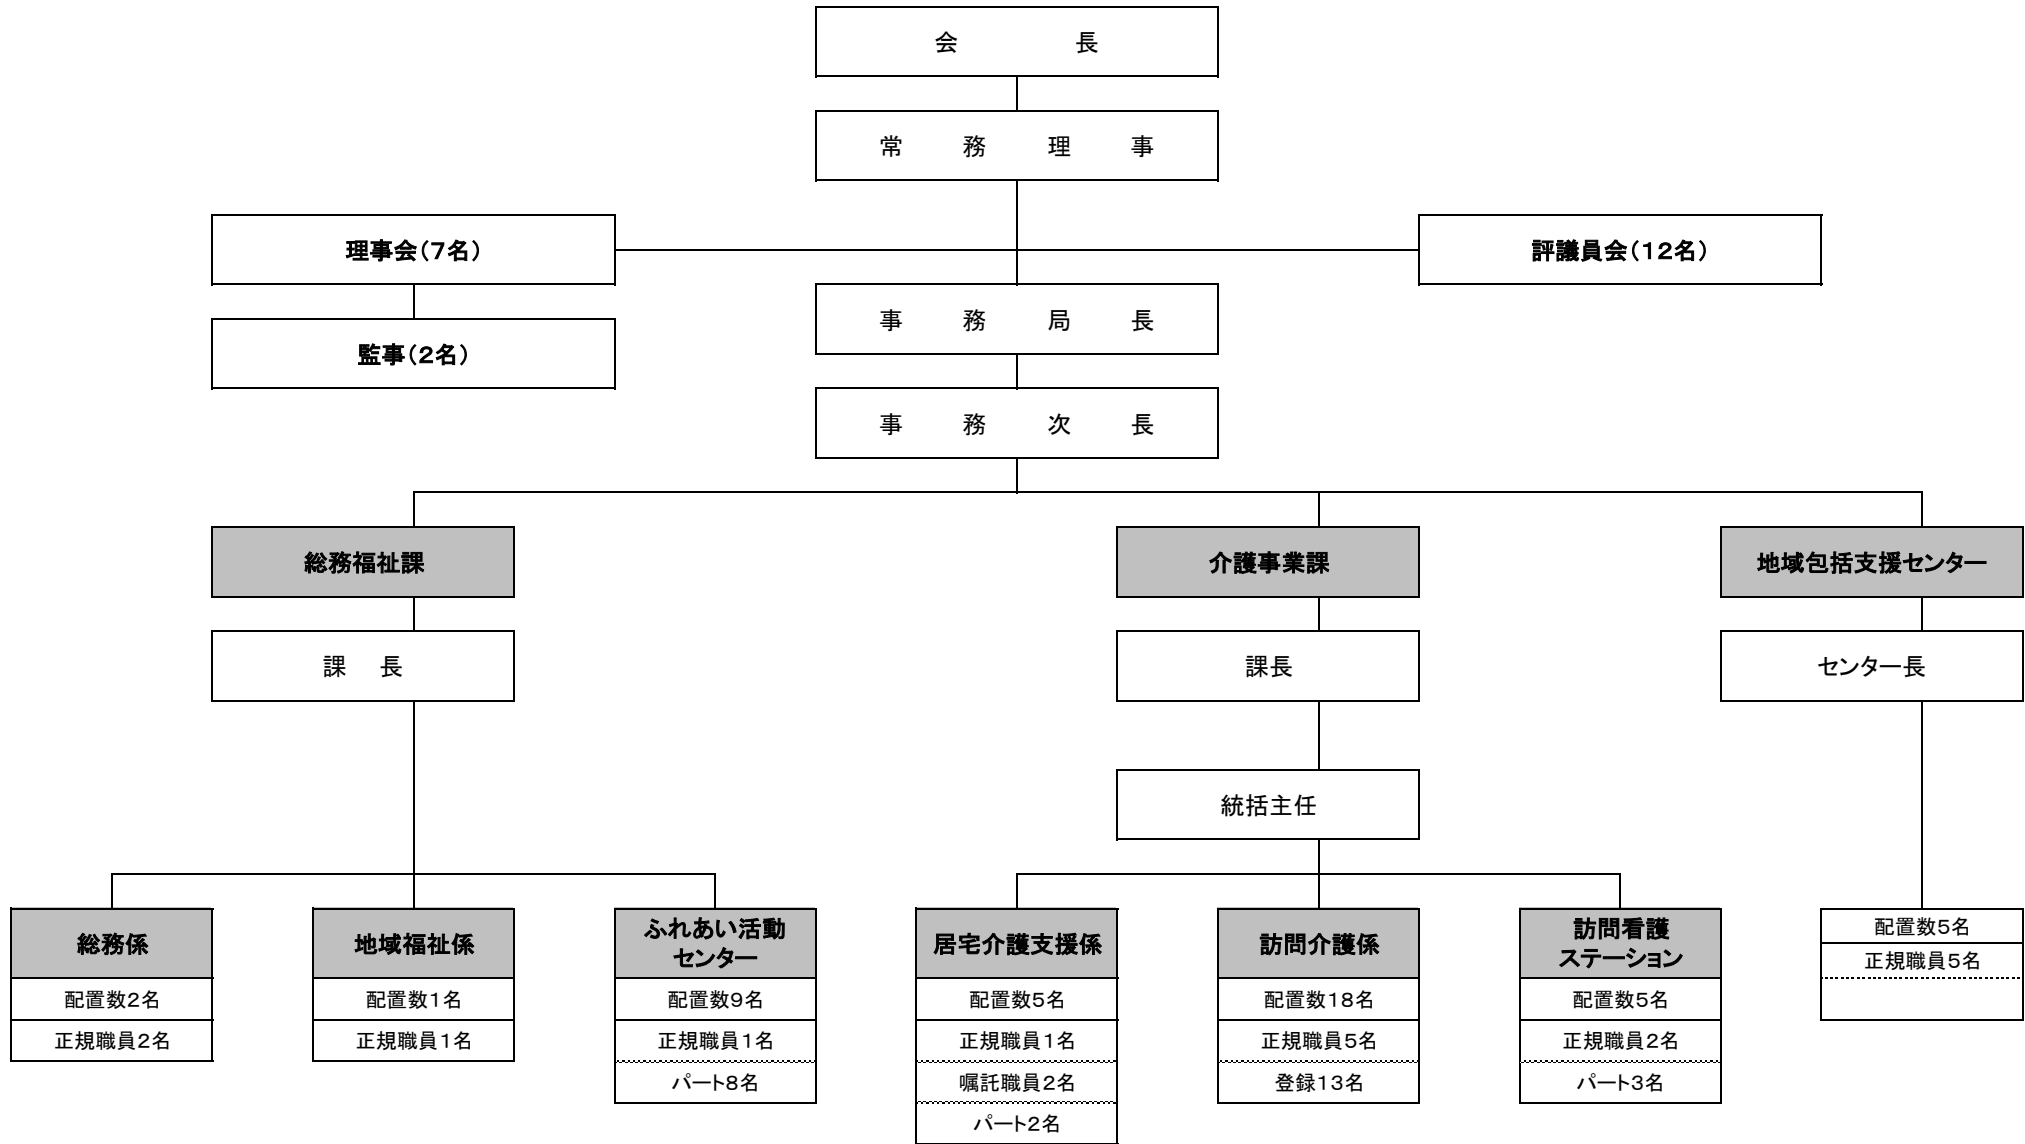 会長
常務理事
理事会(7名)
評議員会(12名)
事務局長
監事(2名)
事務次長
総務福祉課
介護事業課
地域包括支援センター
課長
課長
センター長
統括主任
総務係
配置数2名
正規職員2名
地域福祉係
配置数1名
正規職員1名
ふれあい活動
センター
配置数9名
正規職員1名
パート8名
居宅介護支援係
配置数5名
正規職員1名
嘱託職員2名
パート2名
訪問介護係
配置数18名
正規職員5名
登録13名
訪問看護
ステーション
配置数5名
正規職員2名
パート3名
配置数5名
正規職員5名